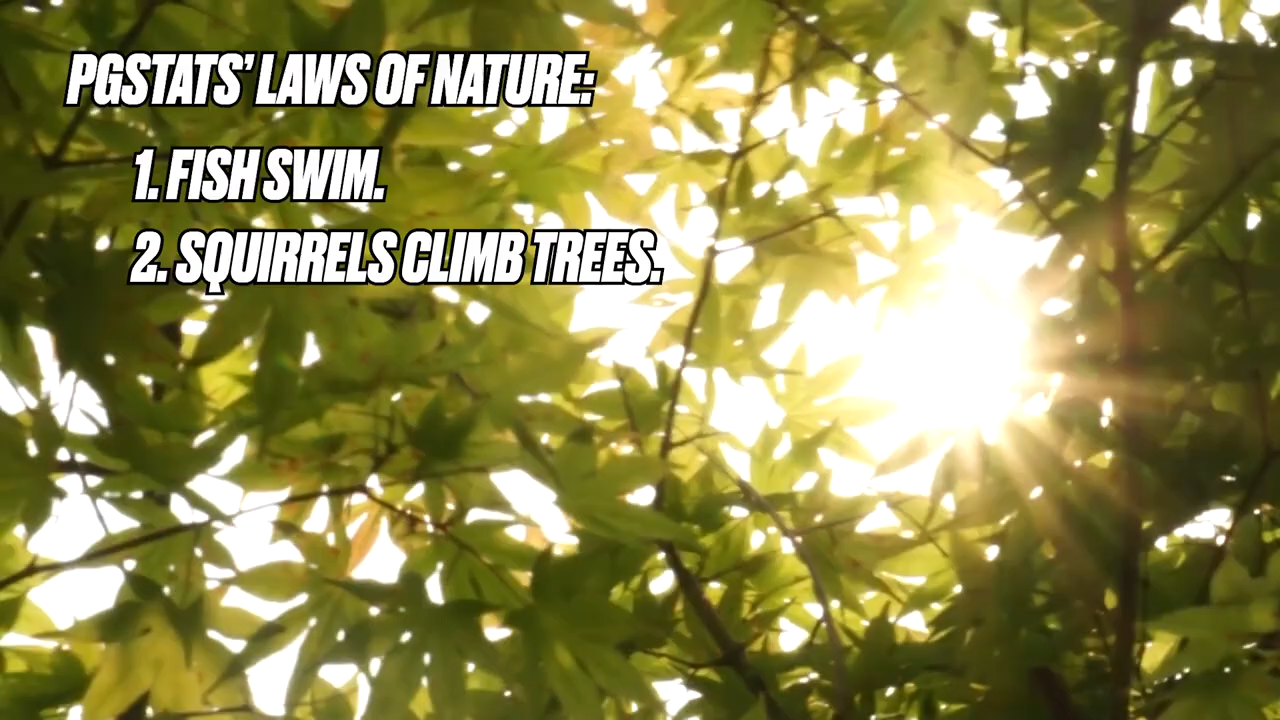 PGSTATS’ LAWS OF NATURE:
1. FISH SWIM.
2. SQUIRRELS CLIMB TREES.